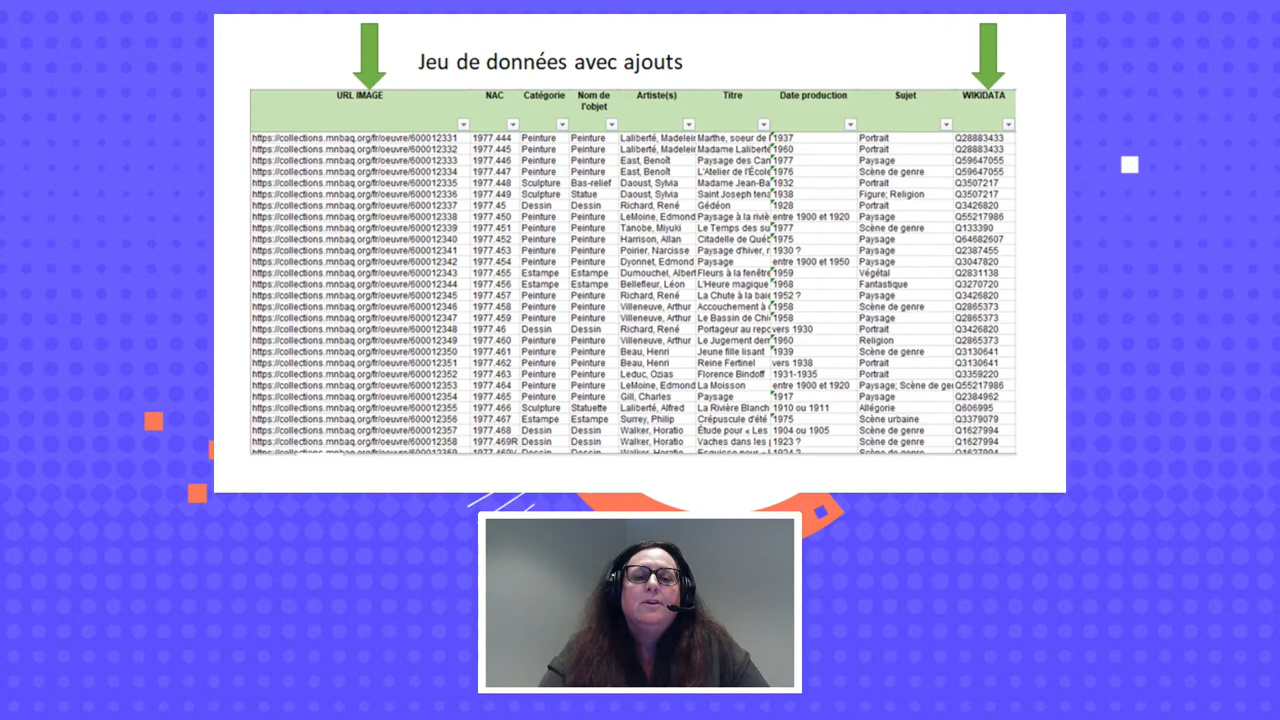 Jeu de données avec ajouts
URL IMAGE NAC Catégorie Nom de l'objet Artiste(s) Titre Date production Sujet WIKIDATA
https://collections.mnbaq.org/fr/oeuvre/600012331 1977.444 Peinture Peinture Laliberté, Madelein Marthe, soeur de 1937 Portrait Q28883433
https://collections.mnbaq.org/fr/oeuvre/600012332 1977.445 Peinture Peinture Laliberté, Madelein Madame Laliberté 1960 Portrait Q28883433
https://collections.mnbaq.org/fr/oeuvre/600012333 1977.446 Peinture Peinture East, Benoît Paysage des Can 1977 Paysage Q59647055
https://collections.mnbaq.org/fr/oeuvre/600012334 1977.447 Peinture Peinture East, Benoît L'Atelier de l'École 1976 Scène de genre Q59647055
https://collections.mnbaq.org/fr/oeuvre/600012335 1977.448 Sculpture Bas-relief Daoust, Sylvia Madame Jean-Ba 1932 Portrait Q3507217
https://collections.mnbaq.org/fr/oeuvre/600012336 1977.449 Sculpture Statue Daoust, Sylvia Saint Joseph tena 1938 Figure; Religion Q3507217
https://collections.mnbaq.org/fr/oeuvre/600012337 1977.45 Dessin Dessin Richard, René Gédéon 1928 Portrait Q3426820
https://collections.mnbaq.org/fr/oeuvre/600012338 1977.450 Peinture Peinture LeMoine, Edmond Paysage à la riviè entre 1900 et 1920 Paysage Q55217986
https://collections.mnbaq.org/fr/oeuvre/600012339 1977.451 Peinture Peinture Tanobe, Miyuki Le Temps des su 1977 Scène de genre Q133390
https://collections.mnbaq.org/fr/oeuvre/600012340 1977.452 Peinture Peinture Harrison, Allan Citadelle de Québ 1975 Paysage Q64682607
https://collections.mnbaq.org/fr/oeuvre/600012341 1977.453 Peinture Peinture Poirier, Narcisse Paysage d'hiver, r 1930 ? Paysage Q2387455
https://collections.mnbaq.org/fr/oeuvre/600012342 1977.454 Peinture Peinture Dyonnet, Edmond Paysage entre 1900 et 1950 Paysage Q3047820
https://collections.mnbaq.org/fr/oeuvre/600012343 1977.455 Estampe Estampe Dumouchel, Albert Fleurs à la fenêtre 1959 Végétal Q2831138
https://collections.mnbaq.org/fr/oeuvre/600012344 1977.456 Estampe Estampe Bellefleur, Léon L'Heure magique 1968 Fantastique Q3270720
https://collections.mnbaq.org/fr/oeuvre/600012345 1977.457 Peinture Peinture Richard, René La Chute à la baie 1952 ? Paysage Q3426820
https://collections.mnbaq.org/fr/oeuvre/600012346 1977.458 Peinture Peinture Villeneuve, Arthur Accouchement à 1958 Scène de genre Q2865373
https://collections.mnbaq.org/fr/oeuvre/600012347 1977.459 Peinture Peinture Villeneuve, Arthur Le Bassin de Chi 1958 Paysage Q2865373
https://collections.mnbaq.org/fr/oeuvre/600012348 1977.46 Dessin Dessin Richard, René Portageur au repo vers 1930 Portrait Q3426820
https://collections.mnbaq.org/fr/oeuvre/600012349 1977.460 Peinture Peinture Villeneuve, Arthur Le Jugement dern 1960 Religion Q2865373
https://collections.mnbaq.org/fr/oeuvre/600012350 1977.461 Peinture Peinture Beau, Henri Jeune fille lisant 1939 Scène de genre Q3130641
https://collections.mnbaq.org/fr/oeuvre/600012351 1977.462 Peinture Peinture Beau, Henri Reine Fertinel vers 1938 Portrait Q3130641
https://collections.mnbaq.org/fr/oeuvre/600012352 1977.463 Peinture Peinture Leduc, Ozias Florence Bindoff 1931-1935 Portrait Q3359220
https://collections.mnbaq.org/fr/oeuvre/600012353 1977.464 Peinture Peinture LeMoine, Edmond La Moisson entre 1900 et 1920 Paysage; Scène de gen Q55217986
https://collections.mnbaq.org/fr/oeuvre/600012354 1977.465 Peinture Peinture Gill, Charles Paysage 1917 Paysage Q2384962
https://collections.mnbaq.org/fr/oeuvre/600012355 1977.466 Sculpture Statuette Laliberté, Alfred La Rivière Blanch 1910 ou 1911 Allégorie Q606995
https://collections.mnbaq.org/fr/oeuvre/600012356 1977.467 Estampe Estampe Surrey, Philip Crépuscule d'été 1975 Scène urbaine Q3379079
https://collections.mnbaq.org/fr/oeuvre/600012357 1977.468 Dessin Dessin Walker, Horatio Étude pour « Les 1904 ou 1905 Scène de genre Q1627994
https://collections.mnbaq.org/fr/oeuvre/600012358 1977.469R Dessin Dessin Walker, Horatio Vaches dans les 1923 ? Scène de genre Q1627994